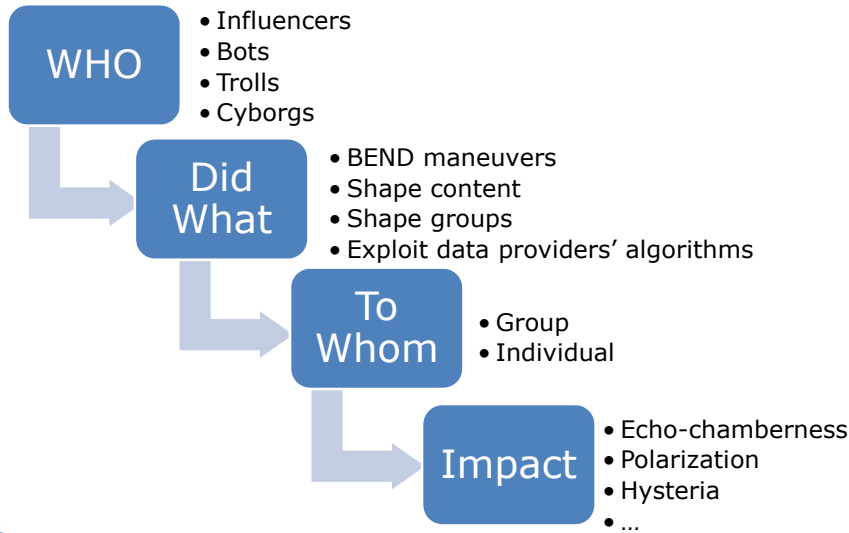 WHO
• Influencers
• Bots
• Trolls
• Cyborgs
Did
What
• BEND maneuvers
• Shape content
• Shape groups
• Exploit data providers’ algorithms
To
Whom
• Group
• Individual
Impact
• Echo-chamberness
• Polarization
• Hysteria
• …